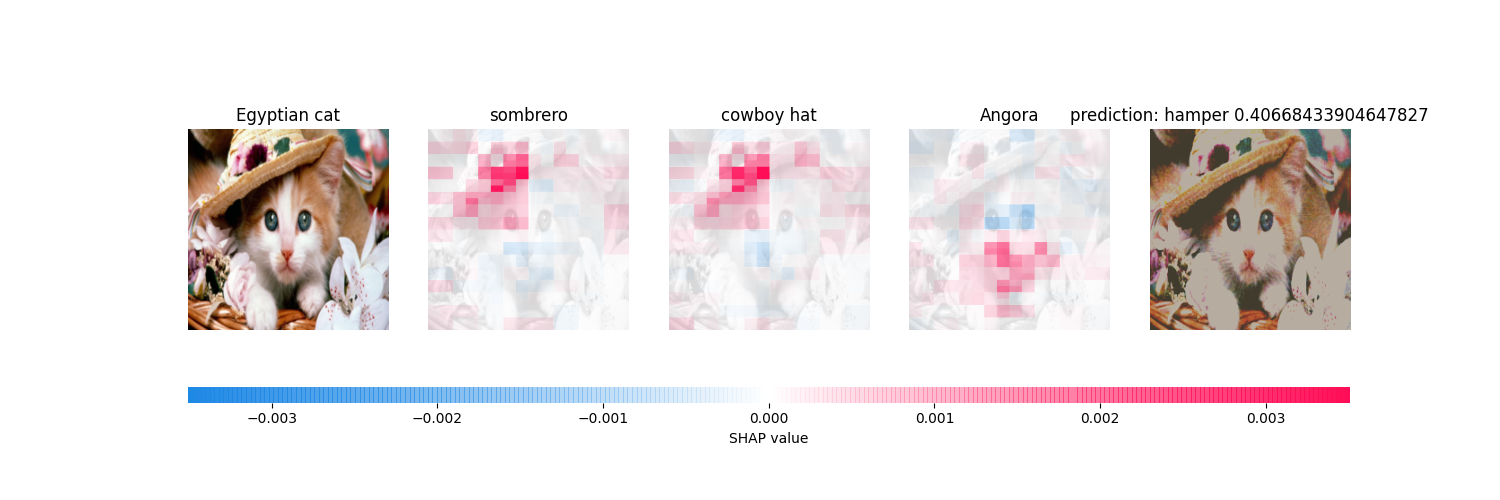 Egyptian cat
sombrero
cowboy hat
Angora
prediction: hamper 0.40668433904647827
−0.003
−0.002
−0.001
0.000
0.001
0.002
0.003
SHAP value